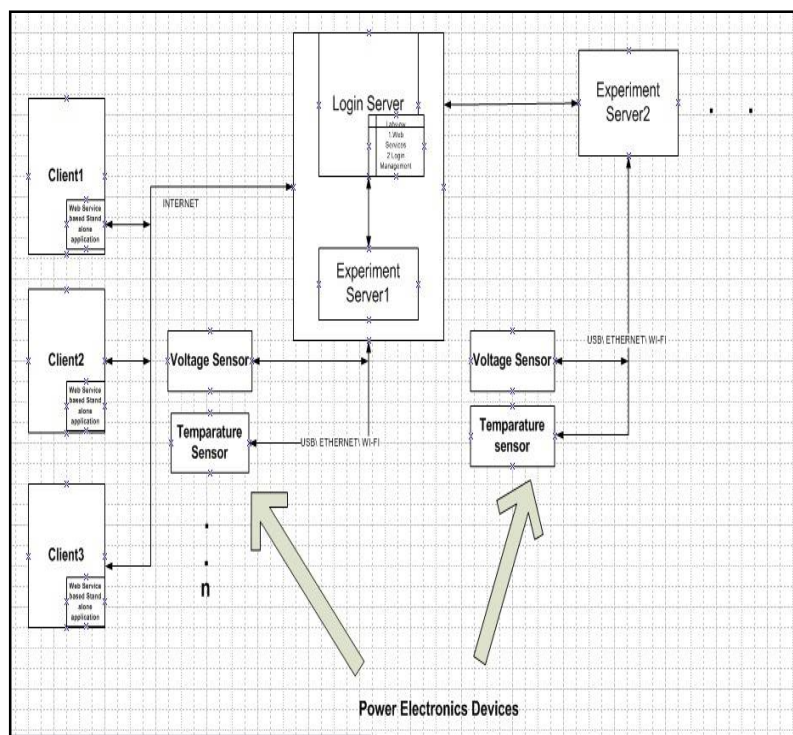 Client1
Web Service
based Stand
alone
application
Client2
Web Service
based Stand
alone
application
Client3
Web Service
based Stand
alone
application
INTERNET
Login Server
Labview
1.Web
Services
2 Login
Management
Experiment
Server1
Experiment
Server2
. .
Voltage Sensor
Temparature
Sensor
USB\ ETHERNET\ WI-FI
.
.
n
Voltage Sensor
Temparature
sensor
USB\ ETHERNET\ WI-FI
Power Electronics Devices